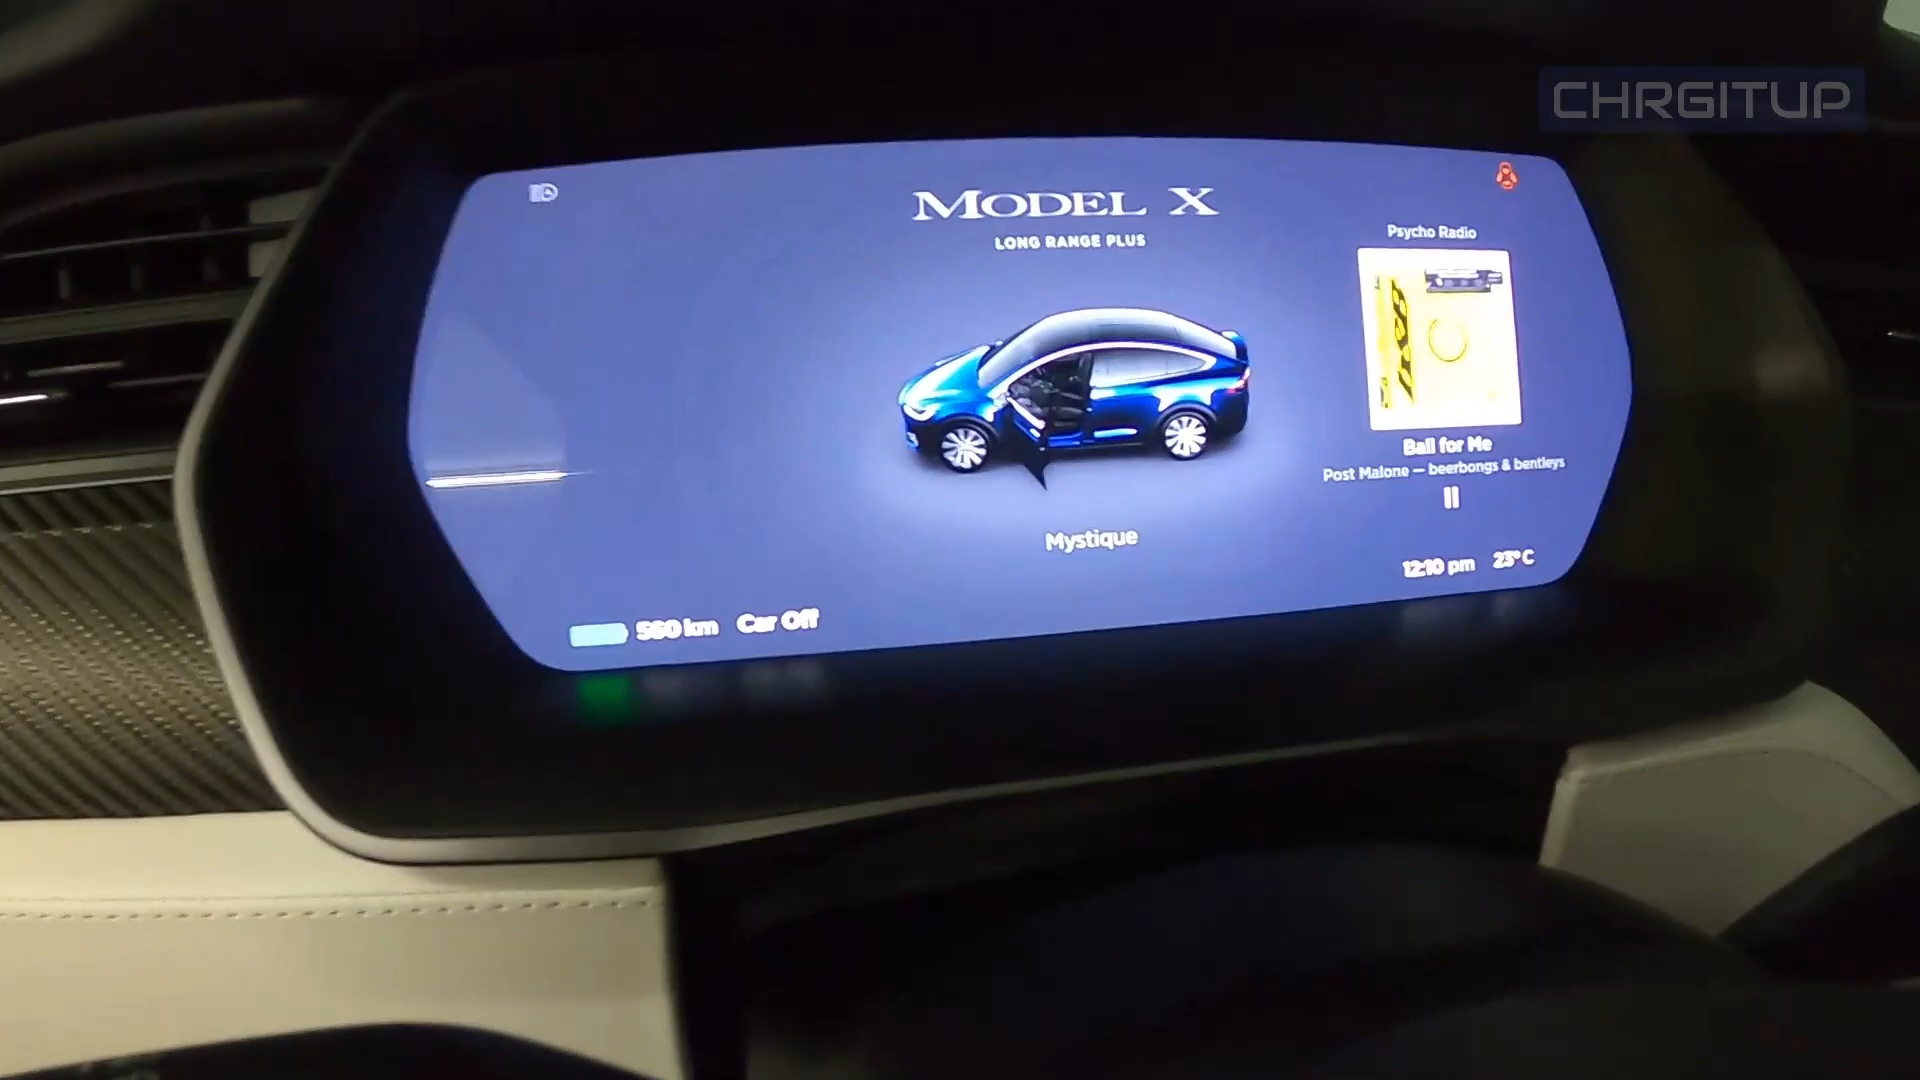 CHRGITUP
MODEL X
LONG RANGE PLUS
Psycho Radio
Ball for Me
Post Malone — beerbongs & bentleys
Mystique
12:10 pm 23°C
560 km Car Off